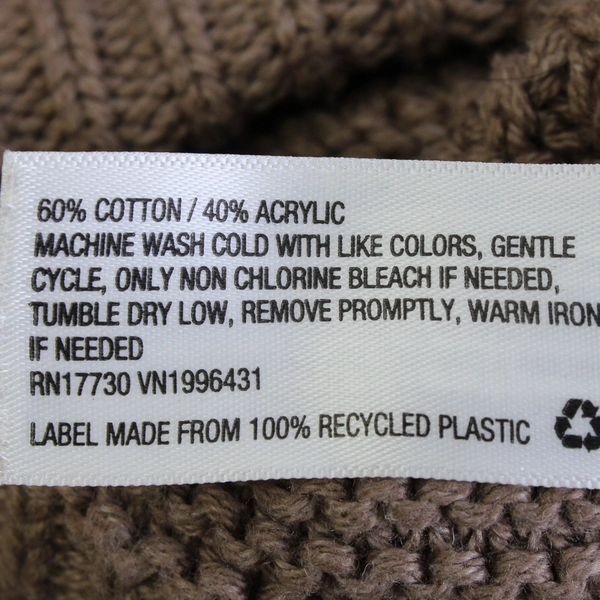 60% COTTON / 40% ACRYLIC
MACHINE WASH COLD WITH LIKE COLORS, GENTLE
CYCLE, ONLY NON CHLORINE BLEACH IF NEEDED,
TUMBLE DRY LOW, REMOVE PROMPTLY, WARM IRON
IF NEEDED
RN17730 VN1996431
LABEL MADE FROM 100% RECYCLED PLASTIC